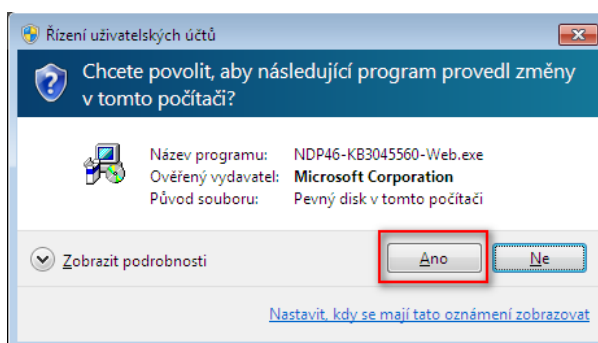 Řízení uživatelských účtů
Chcete povolit, aby následující program provedl změny
v tomto počítači?
Název programu: NDP46-KB3045560-Web.exe
Ověřený vydavatel: Microsoft Corporation
Původ souboru: Pevný disk v tomto počítači
Zobrazit podrobnosti Ano Ne
Nastavit, kdy se mají tato oznámení zobrazovat